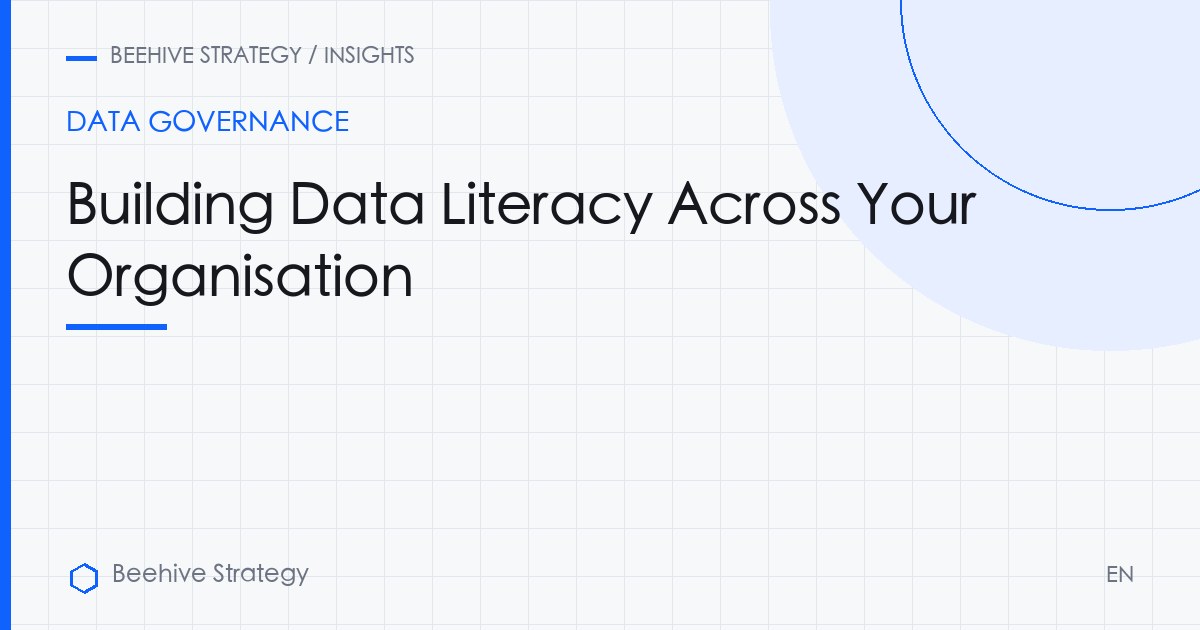 BEEHIVE STRATEGY / INSIGHTS
DATA GOVERNANCE
Building Data Literacy Across Your
Organisation
Beehive Strategy
EN